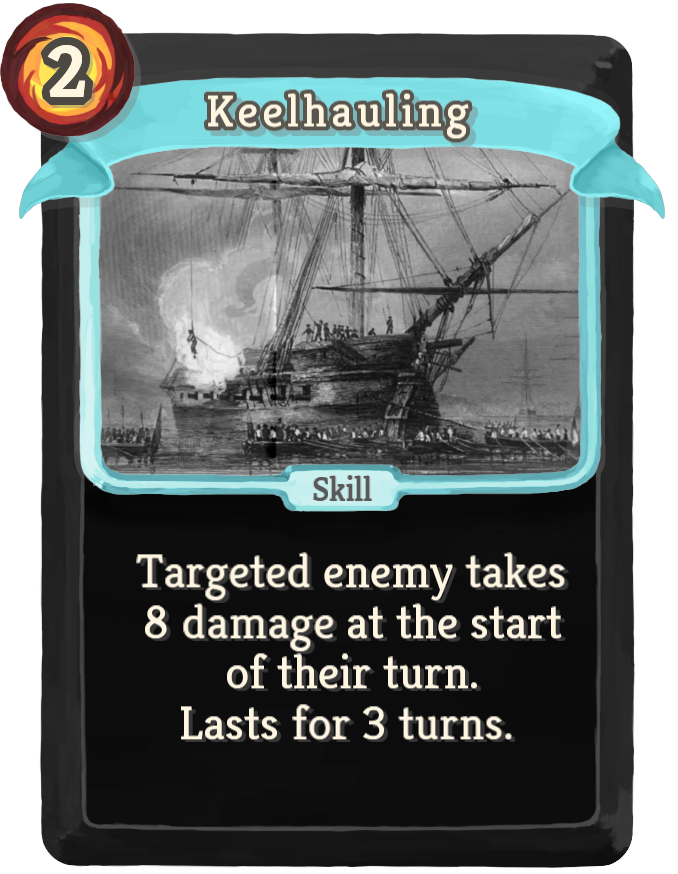 2
Keelhauling
Skill
Targeted enemy takes
8 damage at the start
of their turn.
Lasts for 3 turns.